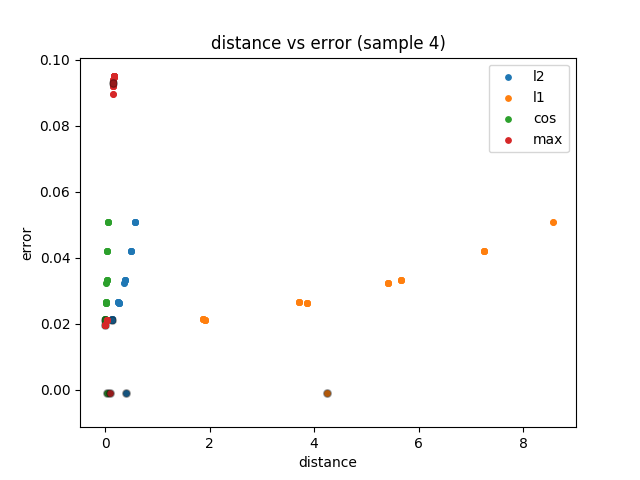 distance vs error (sample 4)
0.10
0.08
0.06
0.04
0.02
0.00
error
l2
l1
cos
max
0
2
4
6
8
distance